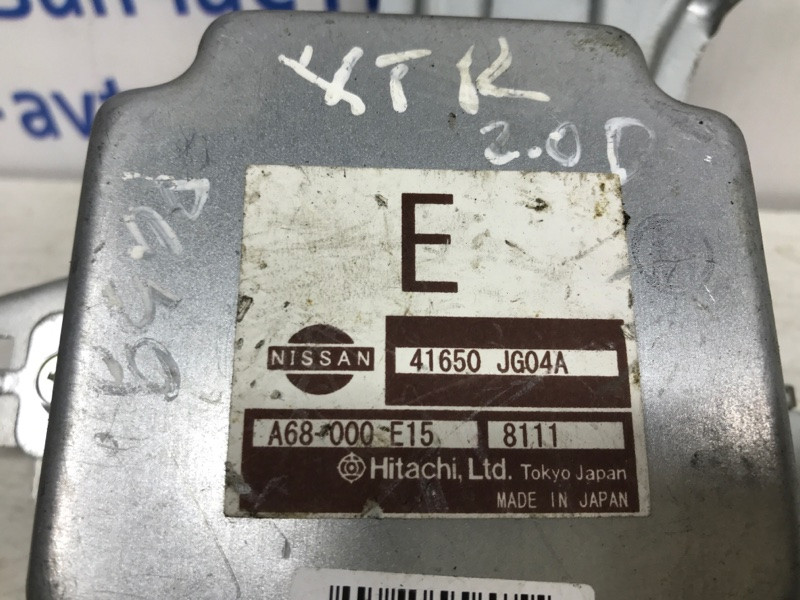 XTR
2.0D
E
NISSAN
41650 JG04A
A68-000 E15 8111
Hitachi, Ltd. Tokyo Japan
MADE IN JAPAN